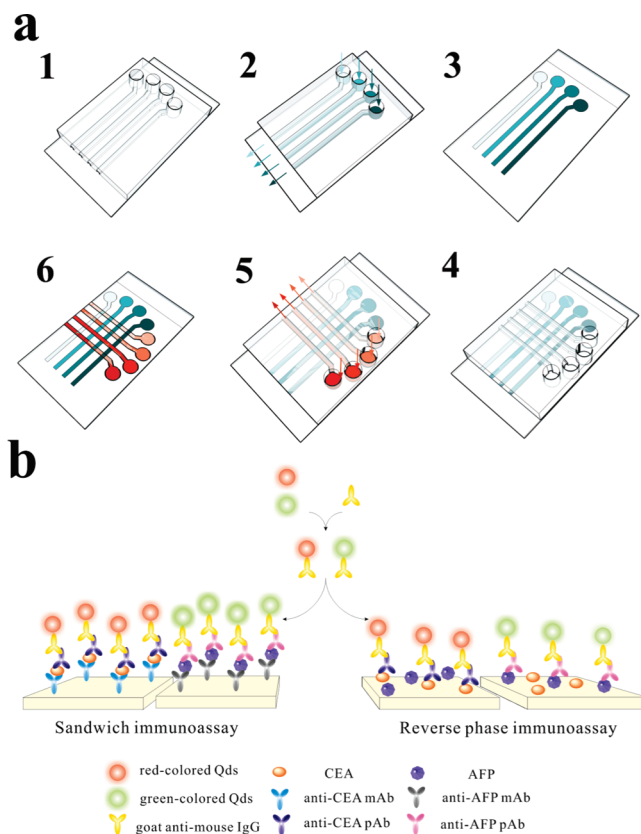 a
1 2 3
6 5 4
b
Sandwich immunoassay Reverse phase immunoassay
red-colored Qds CEA AFP
green-colored Qds anti-CEA mAb anti-AFP mAb
goat anti-mouse IgG anti-CEA pAb anti-AFP pAb